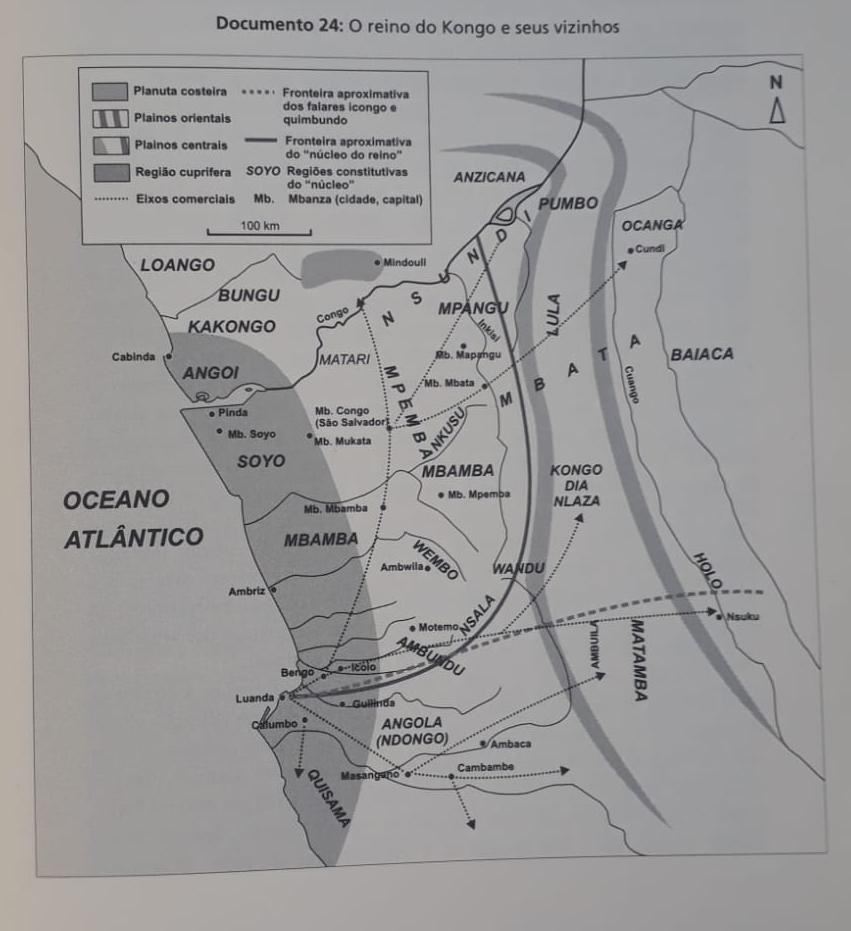 Documento 24: O reino do Kongo e seus vizinhos
Planuta costeira
Plainos orientais
Plainos centrais
Região cuprifera
Eixos comerciais
Fronteira aproximativa
dos falares icongo e
quimbundo
Fronteira aproximativa
do "núcleo do reino"
SOYO Regiões constitutivas
do "núcleo"
Mb. Mbanza (cidade, capital)
100 km
N
ANZICANA
PUMBO
OCANGA
Cundi
LOANGO
Mindouli
BUNGU
NSUNDI
MPANGU
LULA
Congo
KAKONGO
Inkisi
Cabinda
ANGOI
MATARI
Mb. Mapangu
MBATA
BAIACA
Cuango
MPEMBA
Mb. Mbata
Pinda
Mb. Congo
(São Salvador)
Mb. Soyo
Mb. Mukata
NKUSU
SOYO
MBAMBA
KONGO
DIA
NLAZA
OCEANO
ATLÂNTICO
Mb. Mpemba
Mb. Mbamba
MBAMBA
WEMBO
Ambwila
WANDU
HOLO
Ambriz
NSALA
Motemo
Nsuku
AMBUNDU
AMBUILA
MATAMBA
Bengo
Icolo
Luanda
Gulinda
Calumbo
ANGOLA
(NDONGO)
Ambaca
Masangano
Cambambe
QUISAMA